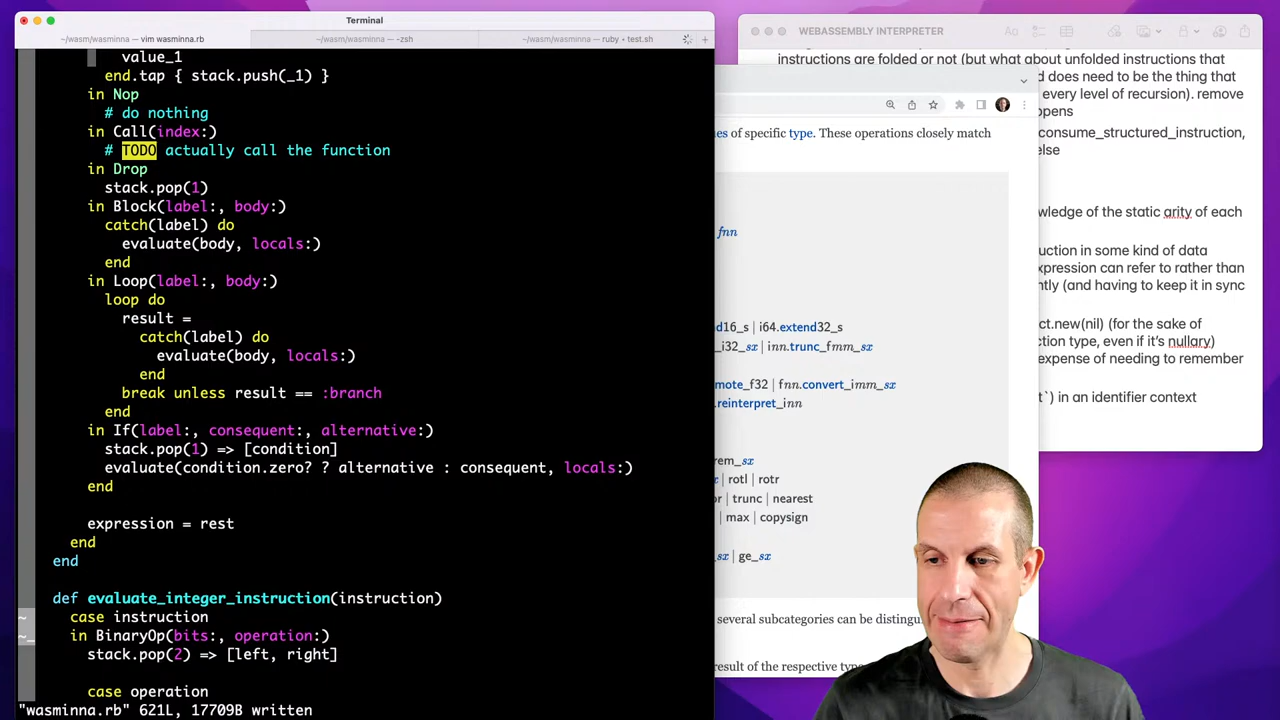 Terminal
~/wasm/wasminna — vim wasminna.rb
~/wasm/wasminna — -zsh
~/wasm/wasminna — ruby • test.sh
value_1
end.tap { stack.push(_1) }
in Nop
# do nothing
in Call(index:)
# TODO actually call the function
in Drop
stack.pop(1)
in Block(label:, body:)
catch(label) do
evaluate(body, locals:)
end
in Loop(label:, body:)
loop do
result =
catch(label) do
evaluate(body, locals:)
end
break unless result == :branch
end
in If(label:, consequent:, alternative:)
stack.pop(1) => [condition]
evaluate(condition.zero? ? alternative : consequent, locals:)
end
expression = rest
end
end
def evaluate_integer_instruction(instruction)
~ case instruction
~_ in BinaryOp(bits:, operation:)
stack.pop(2) => [left, right]
case operation
"wasminna.rb" 621L, 17709B written
of specific type. These operations closely match
fnn
d16_s | i64.extend32_s
_i32_sx | inn.trunc_fmm_sx
mote_f32 | fnn.convert_imm_sx
.reinterpret_inn
rem_sx
| rotl | rotr
| trunc | nearest
| max | copysign
_sx | ge_sx
several subcategories can be distingu
result of the respective type
WEBASSEMBLY INTERPRETER
Aa
instructions are folded or not (but what about unfolded instructions that
d does need to be the thing that
every level of recursion). remove
opens
consume_structured_instruction,
else
wledge of the static arity of each
uction in some kind of data
expression can refer to rather than
ntly (and having to keep it in sync
ct.new(nil) (for the sake of
ction type, even if it's nullary)
expense of needing to remember
t`) in an identifier context